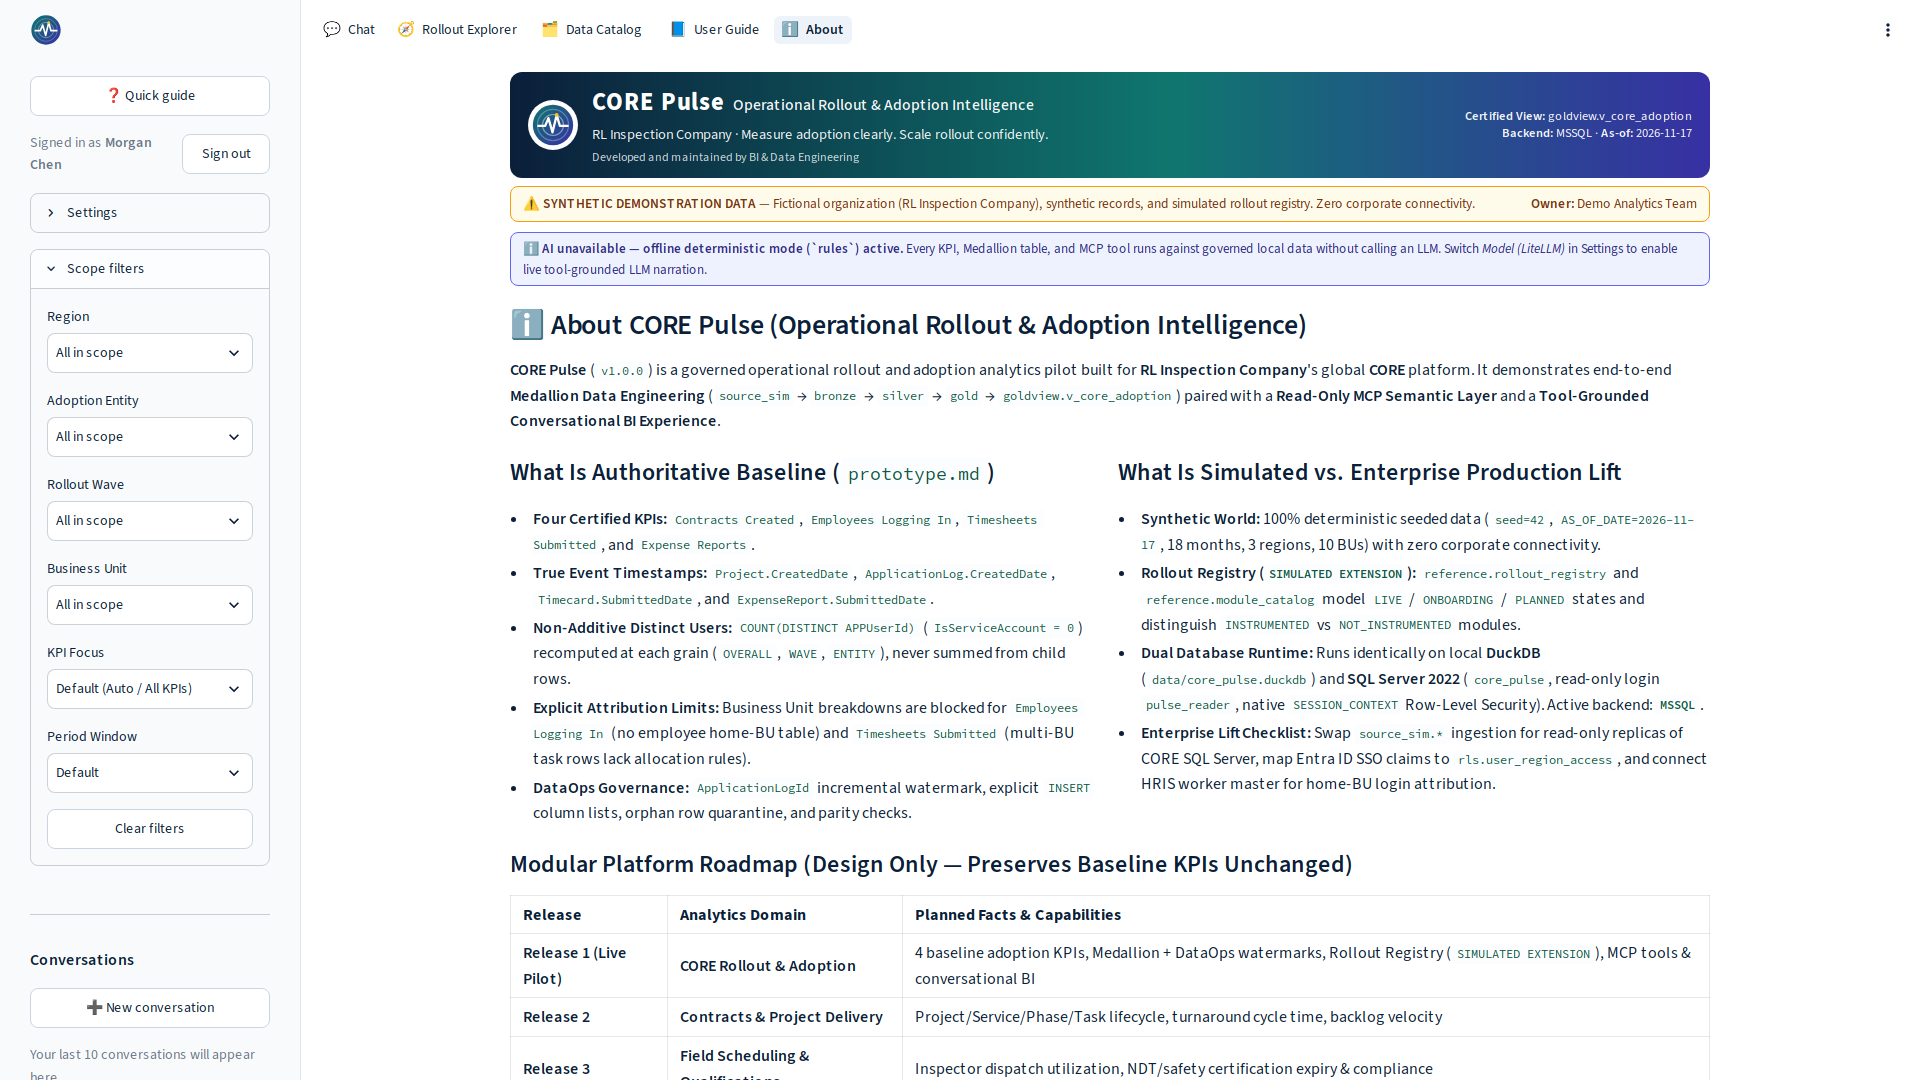 💬 Chat
🧭 Rollout Explorer
🗂️ Data Catalog
📘 User Guide
ℹ️ About
❓ Quick guide
Signed in as Morgan
Chen
Sign out
Settings
Scope filters
Region
All in scope
Adoption Entity
All in scope
Rollout Wave
All in scope
Business Unit
All in scope
KPI Focus
Default (Auto / All KPIs)
Period Window
Default
Clear filters
Conversations
➕ New conversation
Your last 10 conversations will appear
here
CORE Pulse Operational Rollout & Adoption Intelligence
RL Inspection Company · Measure adoption clearly. Scale rollout confidently.
Developed and maintained by BI & Data Engineering
Certified View: goldview.v_core_adoption
Backend: MSSQL · As-of: 2026-11-17
⚠️ SYNTHETIC DEMONSTRATION DATA — Fictional organization (RL Inspection Company), synthetic records, and simulated rollout registry. Zero corporate connectivity.
Owner: Demo Analytics Team
ℹ️ AI unavailable — offline deterministic mode (`rules`) active. Every KPI, Medallion table, and MCP tool runs against governed local data without calling an LLM. Switch Model (LiteLLM) in Settings to enable
live tool-grounded LLM narration.
ℹ️ About CORE Pulse (Operational Rollout & Adoption Intelligence)
CORE Pulse ( v1.0.0 ) is a governed operational rollout and adoption analytics pilot built for RL Inspection Company's global CORE platform. It demonstrates end-to-end
Medallion Data Engineering ( source_sim → bronze → silver → gold → goldview.v_core_adoption ) paired with a Read-Only MCP Semantic Layer and a Tool-Grounded
Conversational BI Experience.
What Is Authoritative Baseline ( prototype.md )
• Four Certified KPIs: Contracts Created , Employees Logging In , Timesheets
Submitted , and Expense Reports .
• True Event Timestamps: Project.CreatedDate , ApplicationLog.CreatedDate ,
Timecard.SubmittedDate , and ExpenseReport.SubmittedDate .
• Non-Additive Distinct Users: COUNT(DISTINCT APPUserId) ( IsServiceAccount = 0 )
recomputed at each grain ( OVERALL , WAVE , ENTITY ), never summed from child
rows.
• Explicit Attribution Limits: Business Unit breakdowns are blocked for Employees
Logging In (no employee home-BU table) and Timesheets Submitted (multi-BU
task rows lack allocation rules).
• DataOps Governance: ApplicationLogId incremental watermark, explicit INSERT
column lists, orphan row quarantine, and parity checks.
What Is Simulated vs. Enterprise Production Lift
• Synthetic World: 100% deterministic seeded data ( seed=42 , AS_OF_DATE=2026-11-
17 , 18 months, 3 regions, 10 BUs) with zero corporate connectivity.
• Rollout Registry ( SIMULATED EXTENSION ): reference.rollout_registry and
reference.module_catalog model LIVE / ONBOARDING / PLANNED states and
distinguish INSTRUMENTED vs NOT_INSTRUMENTED modules.
• Dual Database Runtime: Runs identically on local DuckDB
( data/core_pulse.duckdb ) and SQL Server 2022 ( core_pulse , read-only login
pulse_reader , native SESSION_CONTEXT Row-Level Security). Active backend: MSSQL .
• Enterprise Lift Checklist: Swap source_sim.* ingestion for read-only replicas of
CORE SQL Server, map Entra ID SSO claims to rls.user_region_access , and connect
HRIS worker master for home-BU login attribution.
Modular Platform Roadmap (Design Only — Preserves Baseline KPIs Unchanged)
Release
Analytics Domain
Planned Facts & Capabilities
Release 1 (Live
Pilot)
CORE Rollout & Adoption
4 baseline adoption KPIs, Medallion + DataOps watermarks, Rollout Registry ( SIMULATED EXTENSION ), MCP tools &
conversational BI
Release 2
Contracts & Project Delivery
Project/Service/Phase/Task lifecycle, turnaround cycle time, backlog velocity
Release 3
Field Scheduling &
Qualifications
Inspector dispatch utilization, NDT/safety certification expiry & compliance